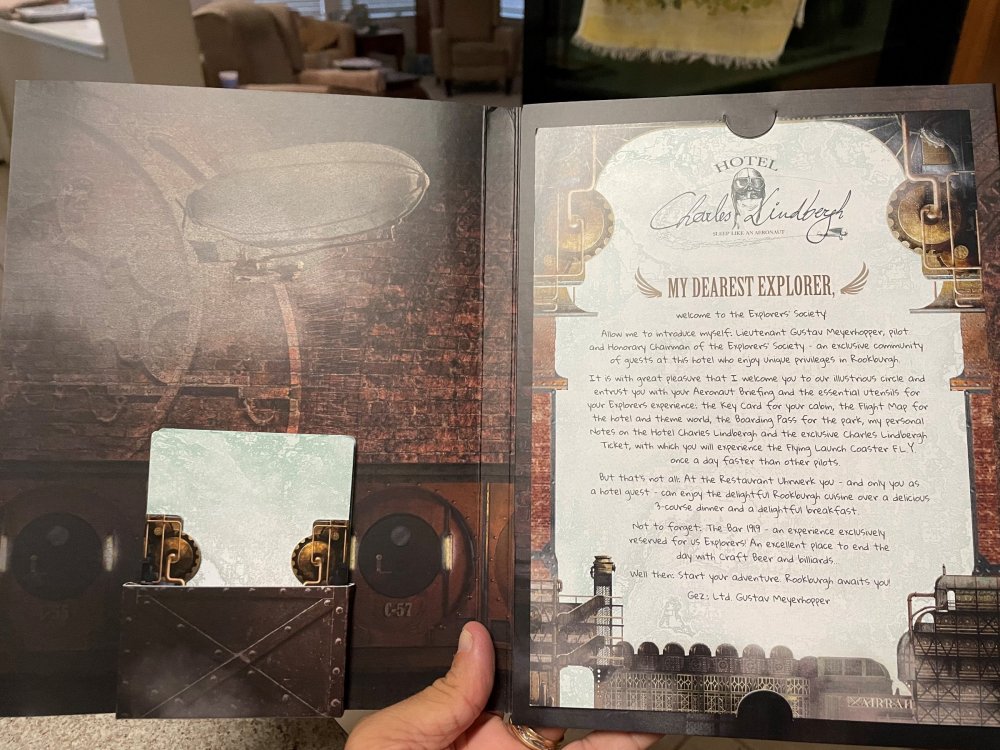 HOTEL
Charles Lindbergh
SLEEP LIKE AN AERONAUT
MY DEAREST EXPLORER,
welcome to the Explorers' Society
Allow me to introduce myself: Lieutenant Gustav Meyerhopper, pilot
and Honorary Chairman of the Explorers' Society - an exclusive community
of guests at this hotel who enjoy unique privileges in Rookburgh.
It is with great pleasure that I welcome you to our illustrious circle and
entrust you with your Aeronaut Briefing and the essential utensils for
your Explorers experience: the Key Card for your cabin, the Flight Map for
the hotel and theme world, the Boarding Pass for the park, my personal
Notes on the Hotel Charles Lindbergh and the exclusive Charles Lindbergh
Ticket, with which you will experience the Flying Launch Coaster F.L.Y.
once a day faster than other pilots.
But that's not all: At the Restaurant Uhrwerk you - and only you as
a hotel guest - can enjoy the delightful Rookburgh cuisine over a delicious
3-course dinner and a delightful breakfast.
Not to forget: The Bar 1919 - an experience exclusively
reserved for us Explorers! An excellent place to end the
day with Craft Beer and billiards.
Well then: Start your adventure. Rookburgh awaits you!
Gez.: Ltd. Gustav Meyerhopper
C-57